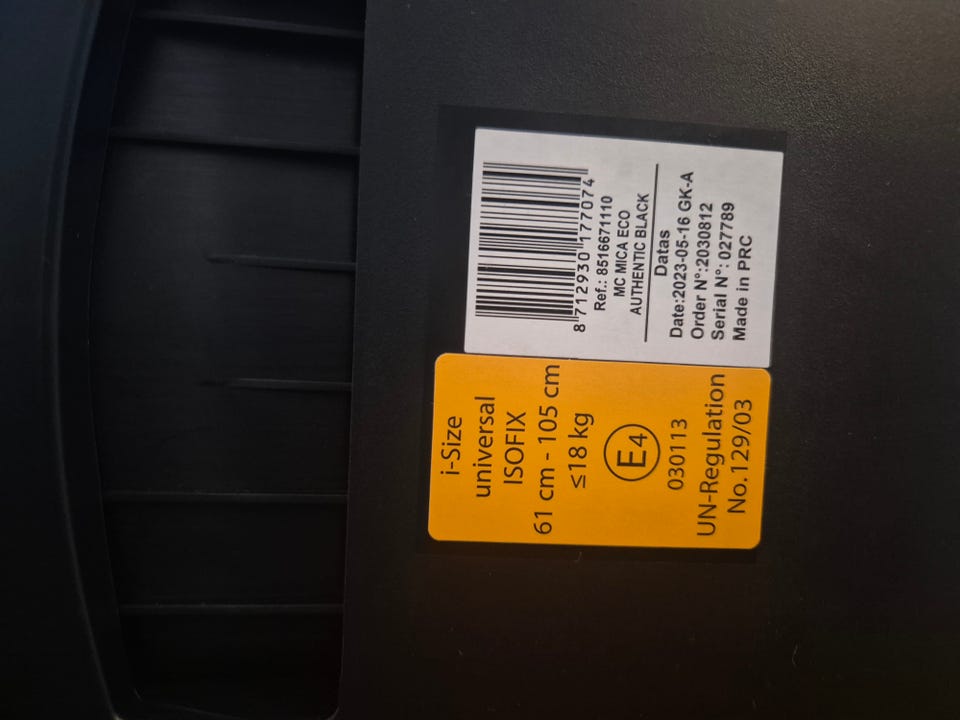 i-Size
universal
ISOFIX
61 cm - 105 cm
≤18 kg
E4
030113
UN-Regulation
No.129/03
8 712930 177074
Ref.: 8516671110
MC MICA ECO
AUTHENTIC BLACK
Datas
Date:2023-05-16 GK-A
Order N°:2030812
Serial N°: 027789
Made in PRC